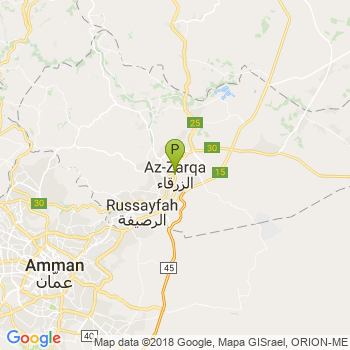 25
30
P
Az-Zarqa
الزرقاء
15
30
Russayfah
الرصيفة
Amman
عمان
45
40
Google
Map data ©2018 Google, Mapa GISrael, ORION-ME